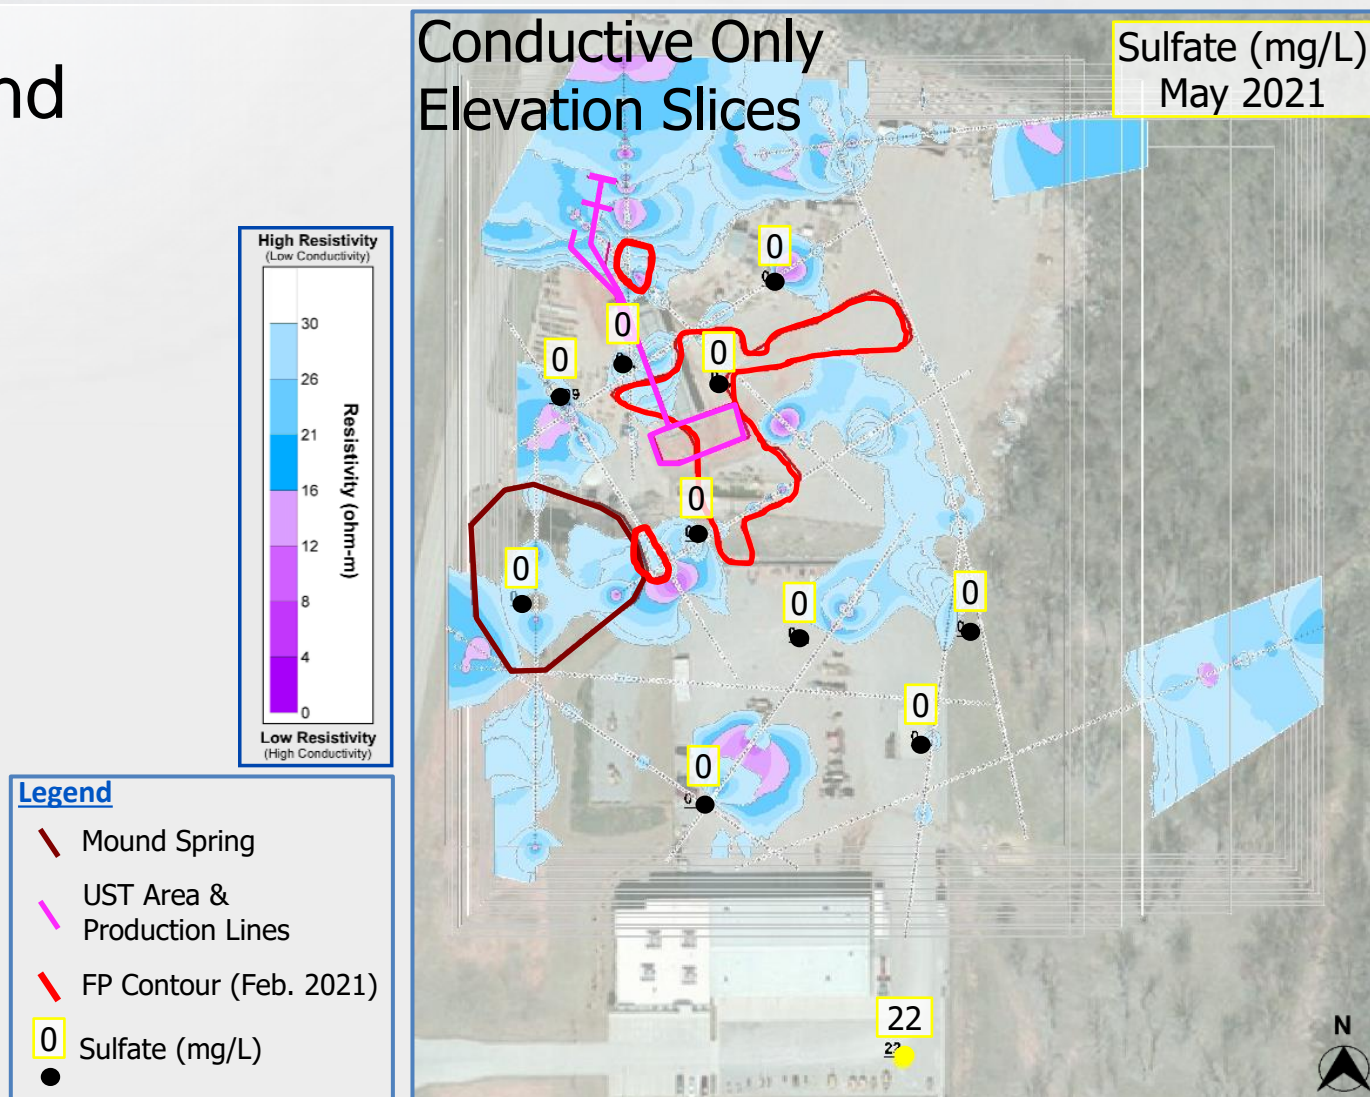 nd
Conductive Only
Elevation Slices
Sulfate (mg/L)
May 2021
High Resistivity
(Low Conductivity)
30
26
21
16
12
8
4
0
Resistivity (ohm-m)
Low Resistivity
(High Conductivity)
0
0
0
0
0
0
0
0
0
0
22
22
Legend
Mound Spring
UST Area &
Production Lines
FP Contour (Feb. 2021)
0
Sulfate (mg/L)
N